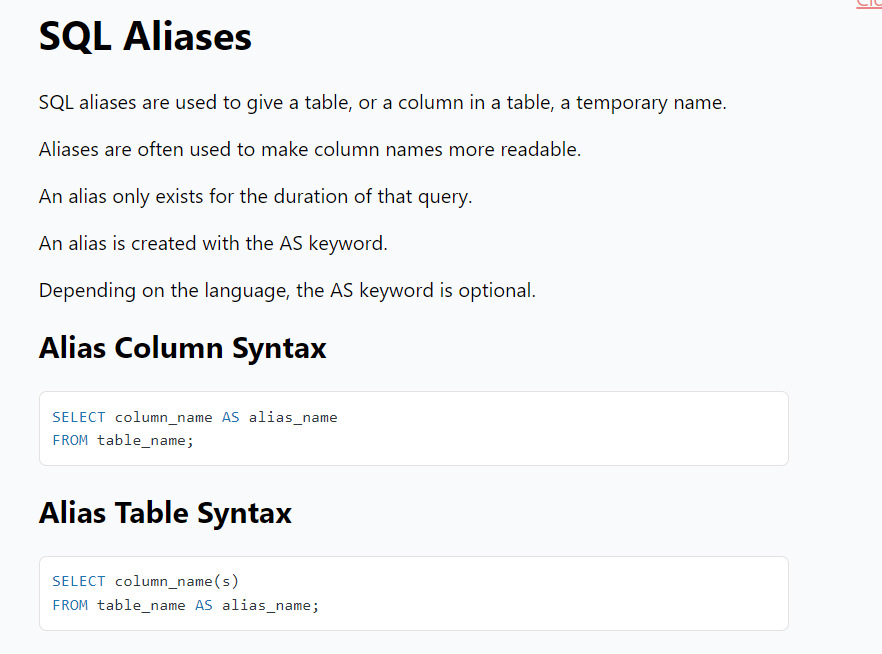 SQL Aliases
SQL aliases are used to give a table, or a column in a table, a temporary name.
Aliases are often used to make column names more readable.
An alias only exists for the duration of that query.
An alias is created with the AS keyword.
Depending on the language, the AS keyword is optional.
Alias Column Syntax
SELECT column_name AS alias_name
FROM table_name;
Alias Table Syntax
SELECT column_name(s)
FROM table_name AS alias_name;